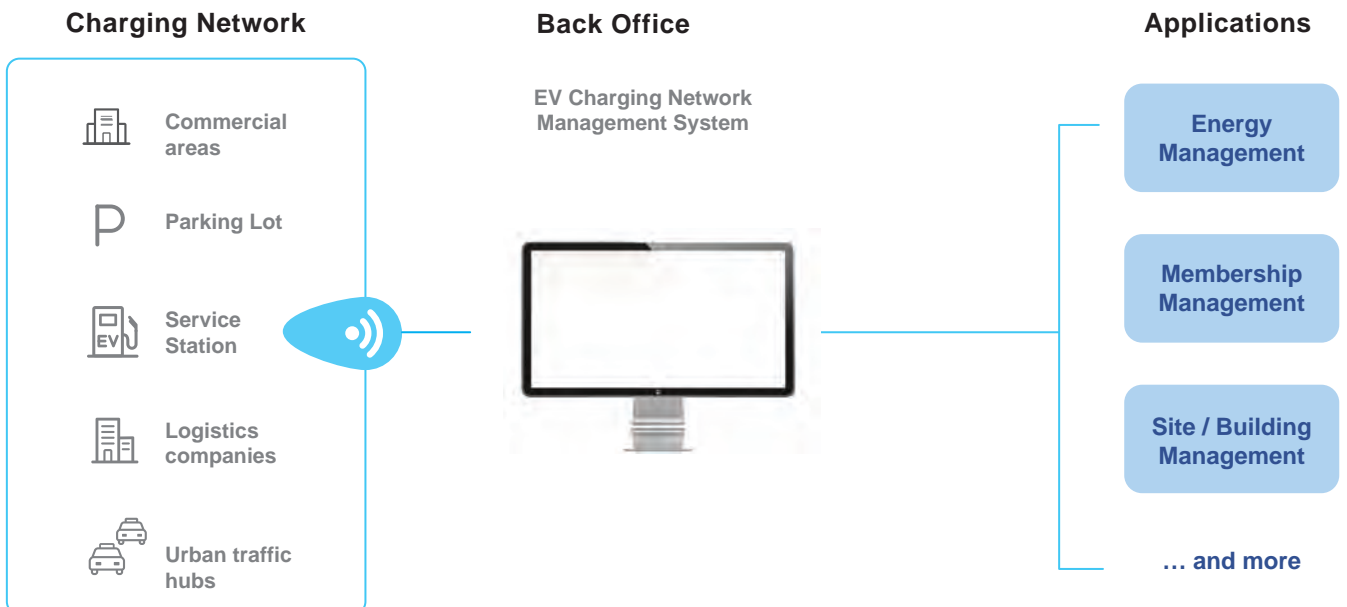 Charging Network
Commercial
areas
Parking Lot
EV
Service
Station
Logistics
companies
Urban traffic
hubs
Back Office
EV Charging Network
Management System
Applications
Energy
Management
Membership
Management
Site / Building
Management
… and more